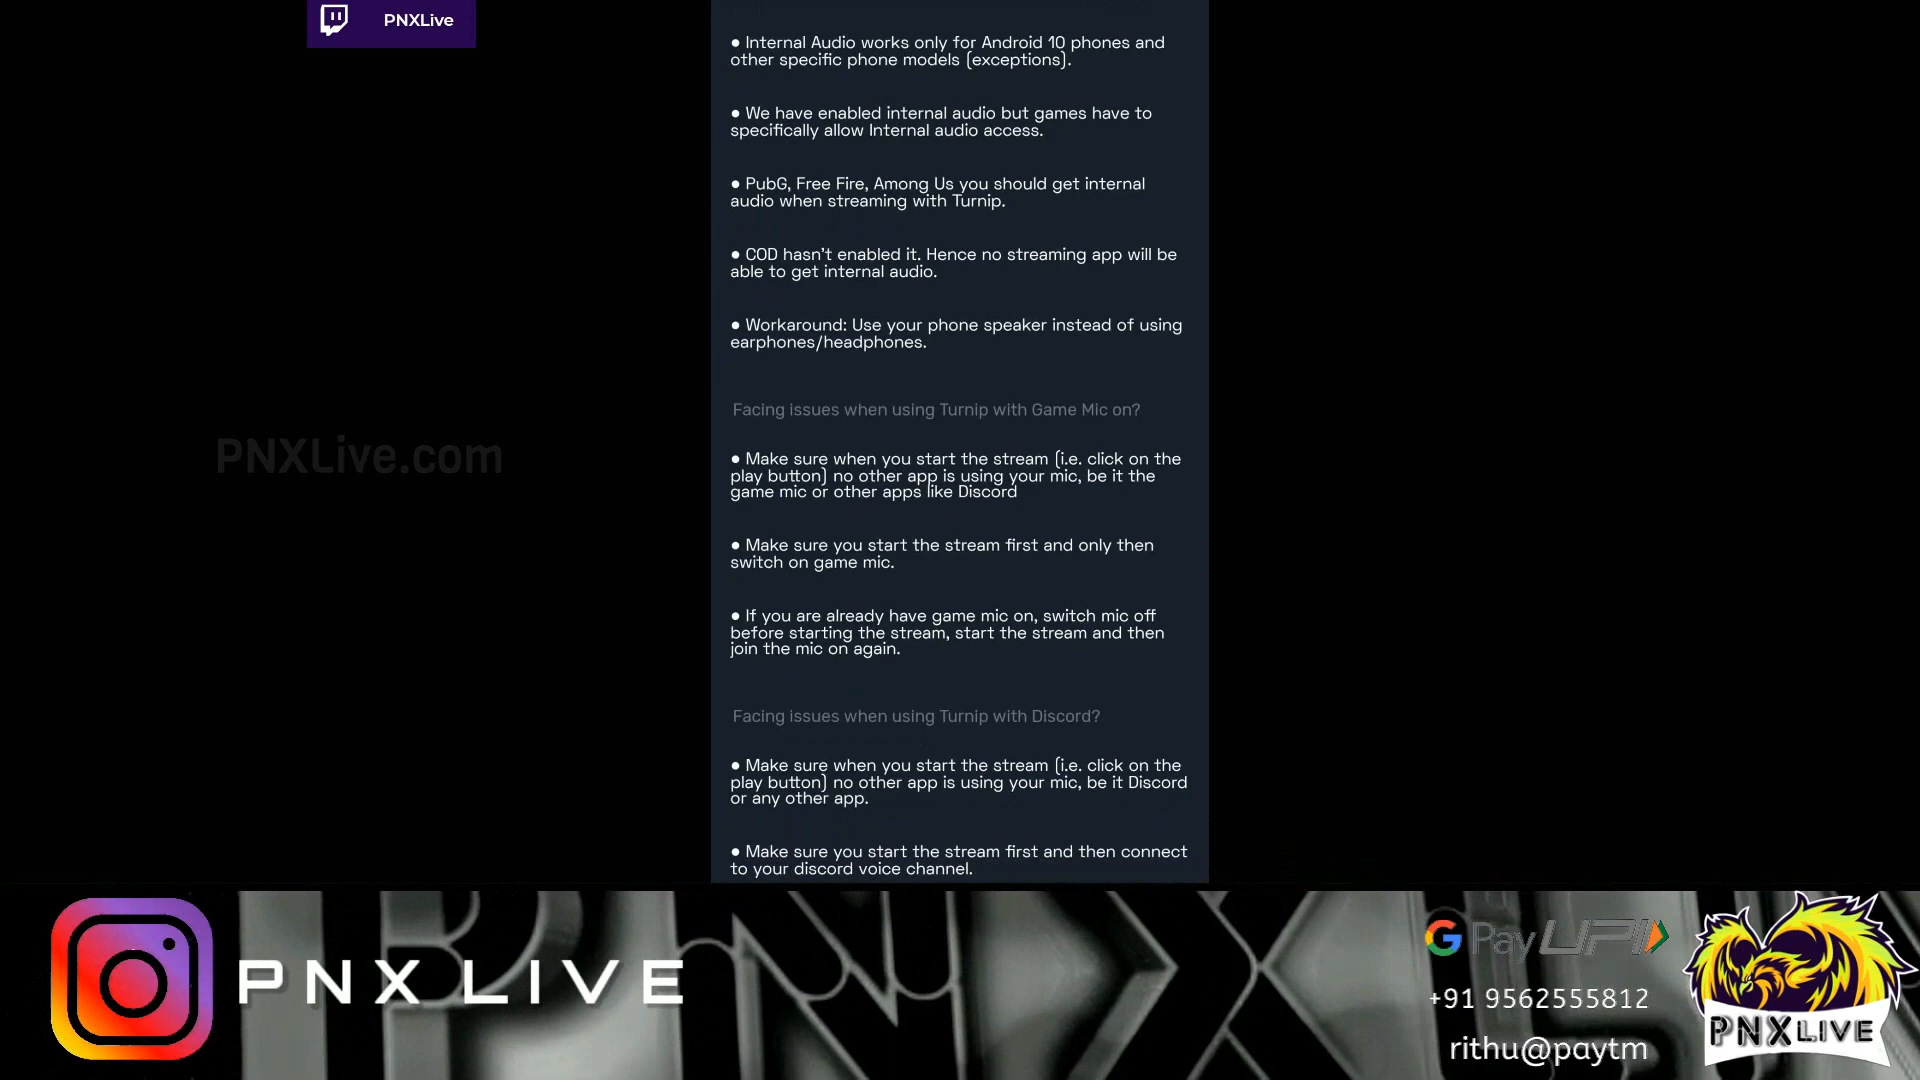 PNXLive
● Internal Audio works only for Android 10 phones and
other specific phone models (exceptions).
● We have enabled internal audio but games have to
specifically allow Internal audio access.
● PubG, Free Fire, Among Us you should get internal
audio when streaming with Turnip.
● COD hasn't enabled it. Hence no streaming app will be
able to get internal audio.
● Workaround: Use your phone speaker instead of using
earphones/headphones.
Facing issues when using Turnip with Game Mic on?
PNXLive.com
● Make sure when you start the stream (i.e. click on the
play button) no other app is using your mic, be it the
game mic or other apps like Discord
● Make sure you start the stream first and only then
switch on game mic.
● If you are already have game mic on, switch mic off
before starting the stream, start the stream and then
join the mic on again.
Facing issues when using Turnip with Discord?
● Make sure when you start the stream (i.e. click on the
play button) no other app is using your mic, be it Discord
or any other app.
● Make sure you start the stream first and then connect
to your discord voice channel.
PNX LIVE
PNX
G Pay UPI
+91 9562555812
rithu@paytm
PNXLIVE